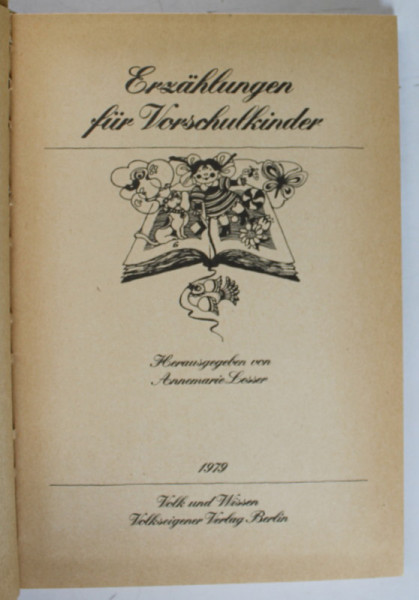 Erzählungen
für Vorschulkinder
Herausgegeben von
Annemarie Lesser
1979
Volk und Wissen
Volkseigener Verlag Berlin